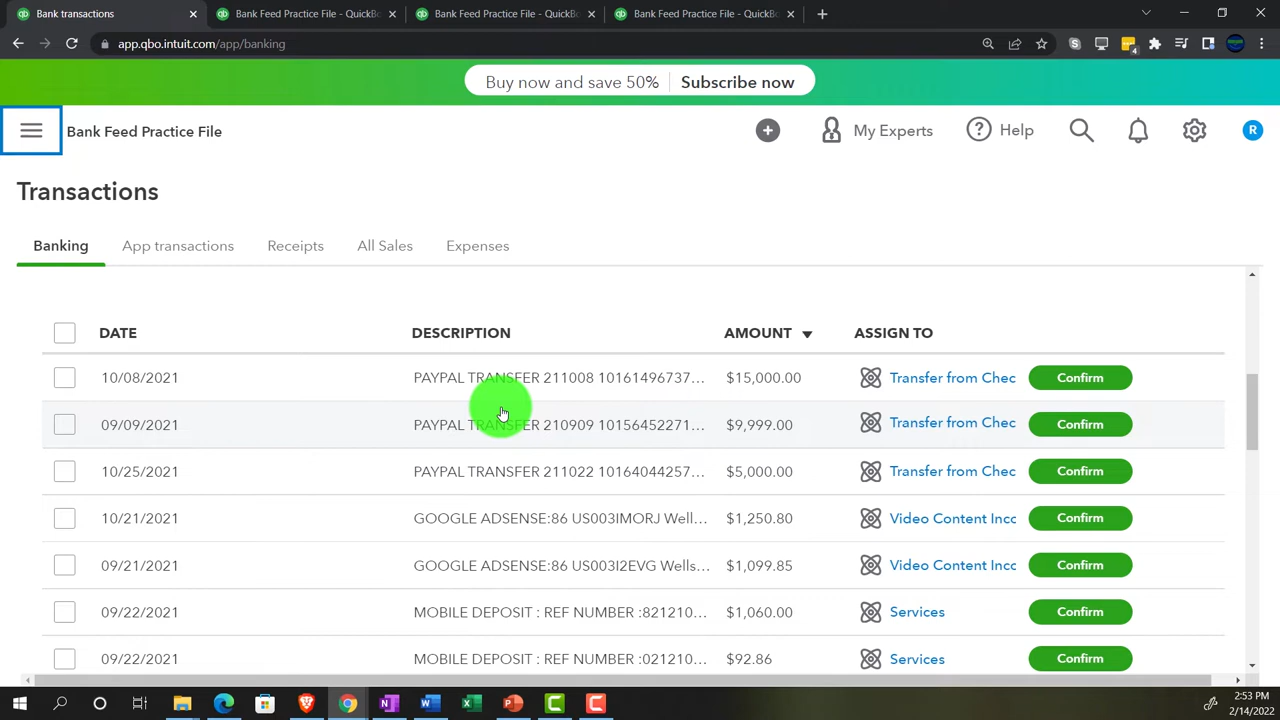 Bank transactions
Bank Feed Practice File - QuickBo
Bank Feed Practice File - QuickBo
Bank Feed Practice File - QuickBo
app.qbo.intuit.com/app/banking
4
Buy now and save 50% Subscribe now
Bank Feed Practice File
My Experts
Help
R
Transactions
Banking
App transactions
Receipts
All Sales
Expenses
DATE DESCRIPTION AMOUNT ASSIGN TO
10/08/2021 PAYPAL TRANSFER 211008 10161496737... $15,000.00 Transfer from Chec Confirm
09/09/2021 PAYPAL TRANSFER 210909 10156452271... $9,999.00 Transfer from Chec Confirm
10/25/2021 PAYPAL TRANSFER 211022 10164044257... $5,000.00 Transfer from Chec Confirm
10/21/2021 GOOGLE ADSENSE:86 US003IMORJ Well... $1,250.80 Video Content Incc Confirm
09/21/2021 GOOGLE ADSENSE:86 US003I2EVG Wells... $1,099.85 Video Content Incc Confirm
09/22/2021 MOBILE DEPOSIT : REF NUMBER :821210... $1,060.00 Services Confirm
09/22/2021 MOBILE DEPOSIT : REF NUMBER :021210... $92.86 Services Confirm
2:53 PM
2/14/2022